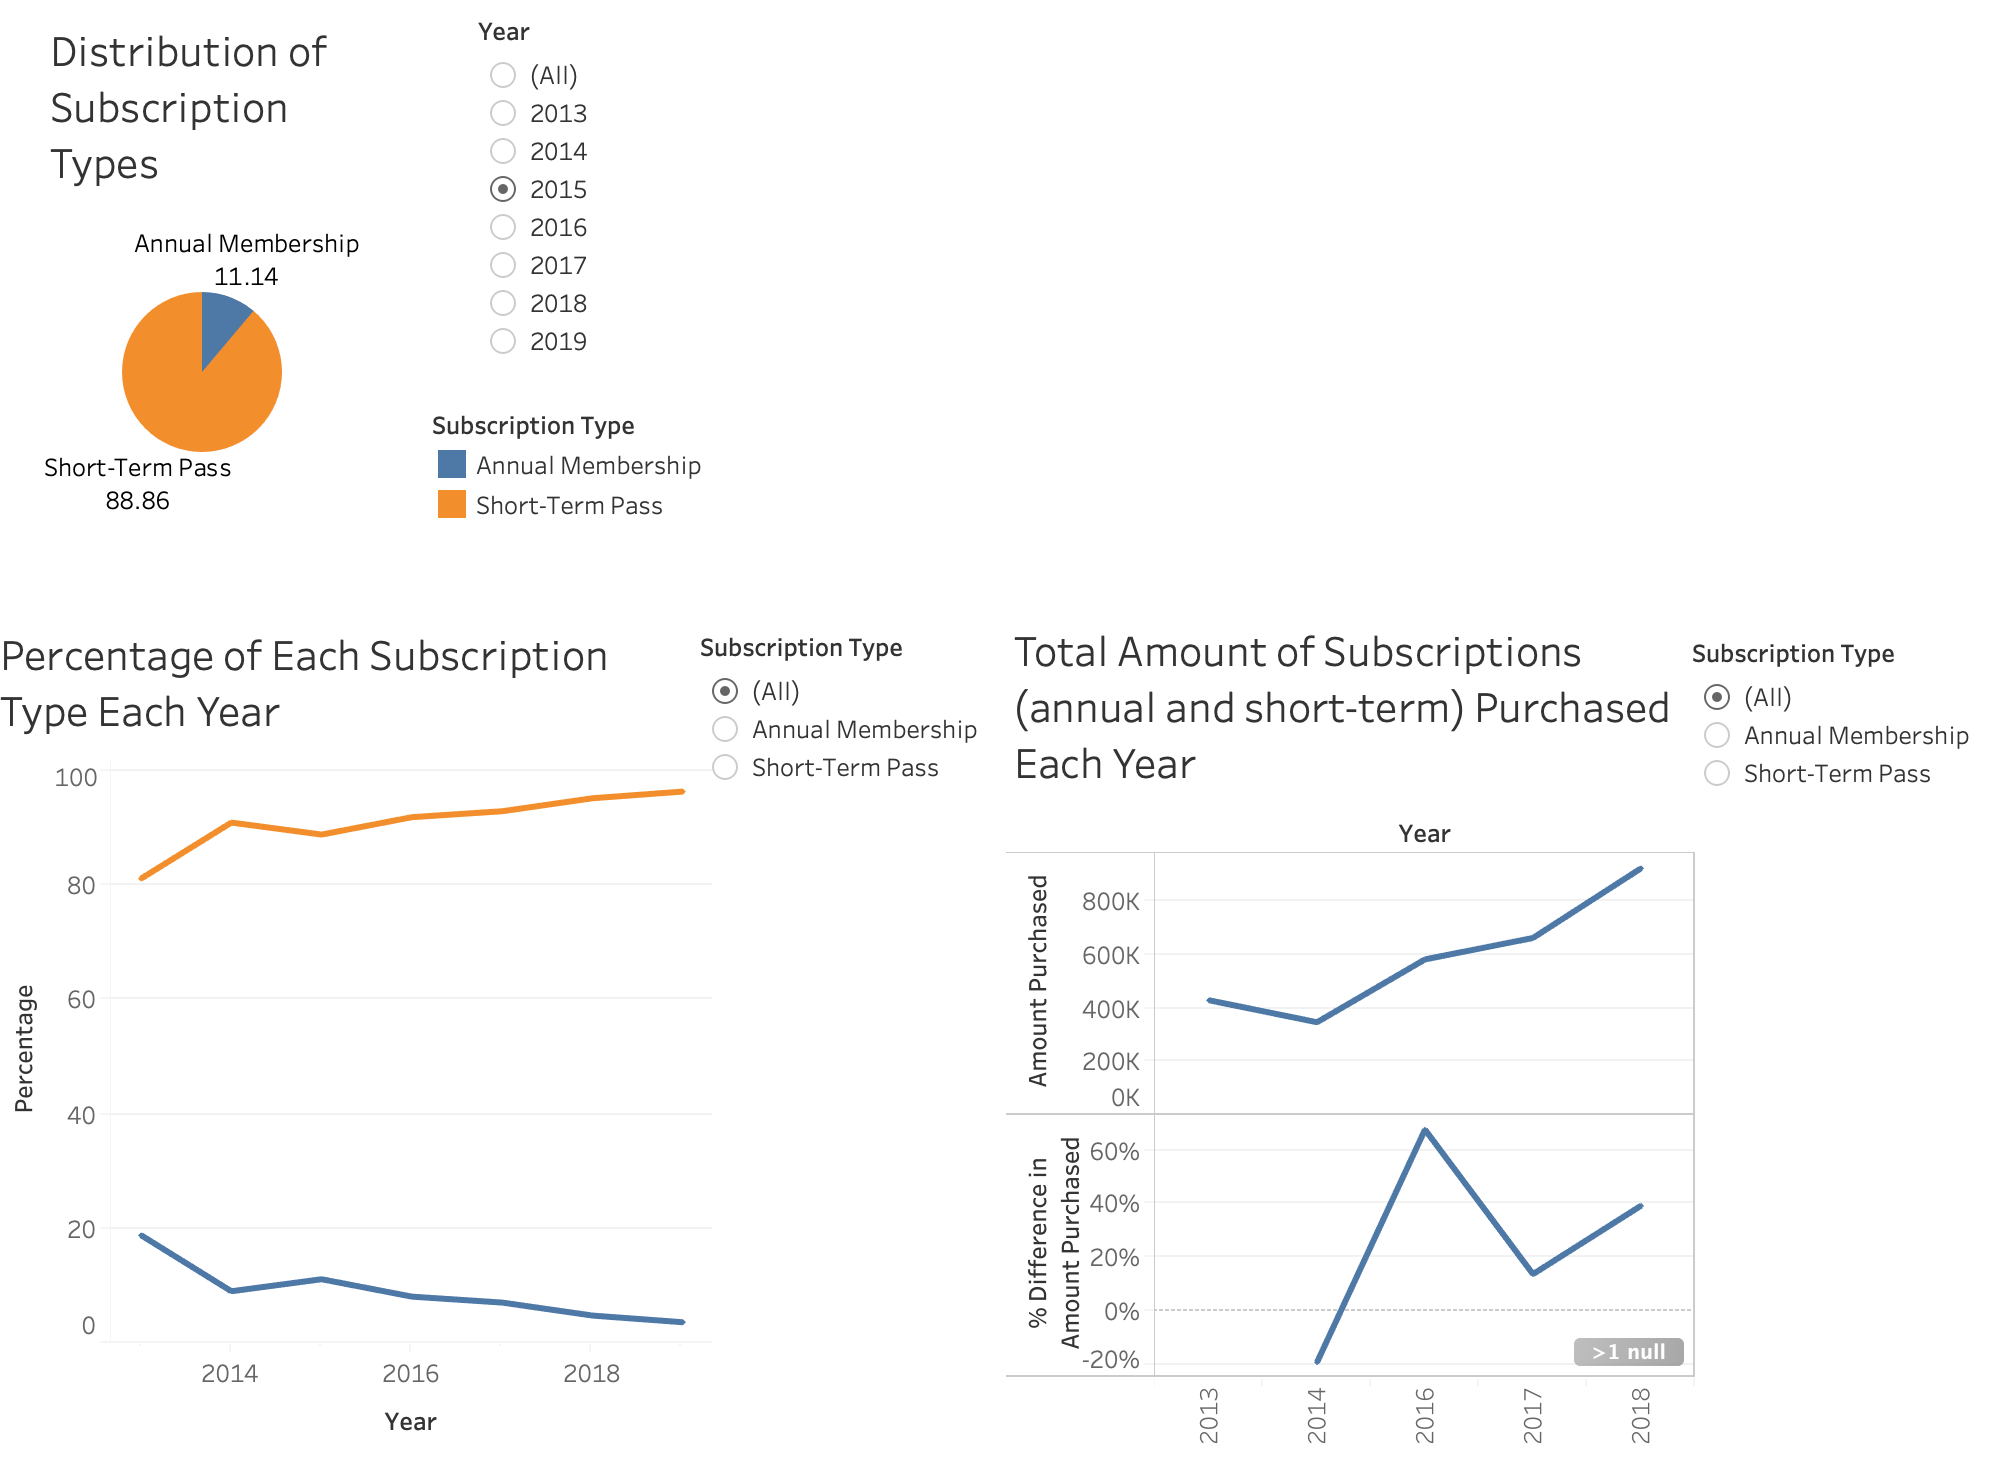 Distribution of
Subscription
Types
Annual Membership
11.14
Short-Term Pass
88.86
Year
(All)
2013
2014
2015
2016
2017
2018
2019
Subscription Type
Annual Membership
Short-Term Pass
Percentage of Each Subscription
Type Each Year
Subscription Type
(All)
Annual Membership
Short-Term Pass
Percentage
100
80
60
40
20
0
2014
2016
2018
Year
Total Amount of Subscriptions
(annual and short-term) Purchased
Each Year
Subscription Type
(All)
Annual Membership
Short-Term Pass
Year
Amount Purchased
800K
600K
400K
200K
0K
% Difference in
Amount Purchased
60%
40%
20%
0%
-20%
>1 null
2013
2014
2016
2017
2018